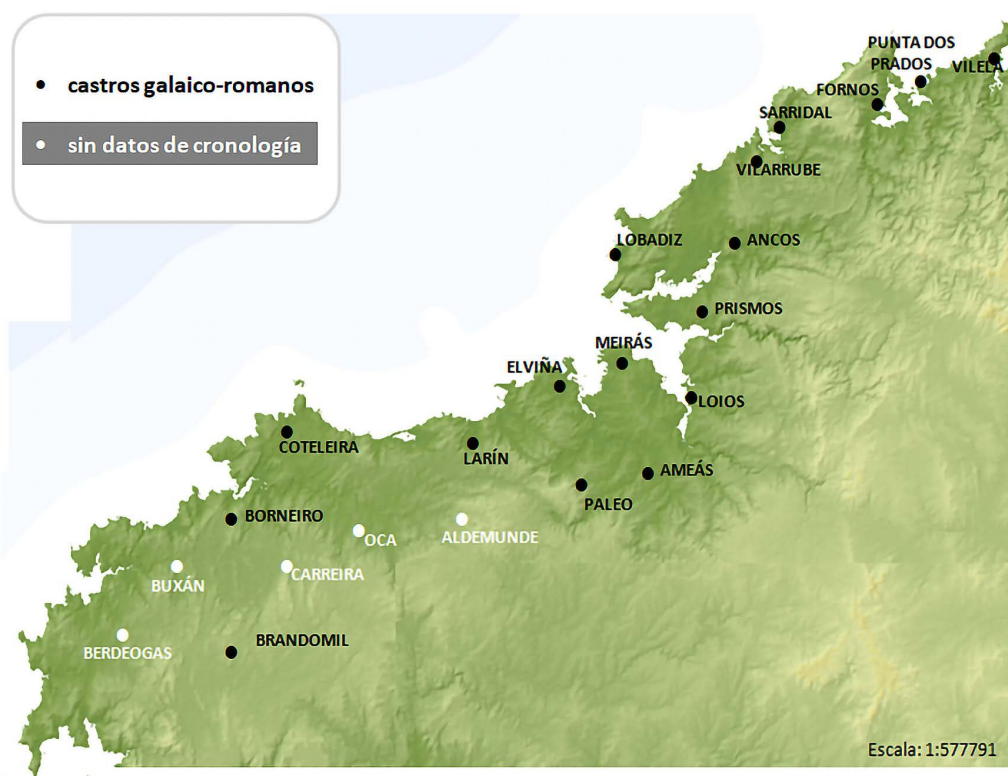 castros galaico-romanos
sin datos de cronología
PUNTA DOS
PRADOS
VILELA
FORNOS
SARRIDAL
VILARRUBE
LOBADIZ
ANCOS
PRISMOS
MEIRÁS
ELVIÑA
LOIOS
COTELEIRA
LARÍN
AMEÁS
PALEO
BORNEIRO
OCA
ALDEMUNDE
CARREIRA
BUXÁN
BRANDOMIL
BERDEOGAS
Escala: 1:577791